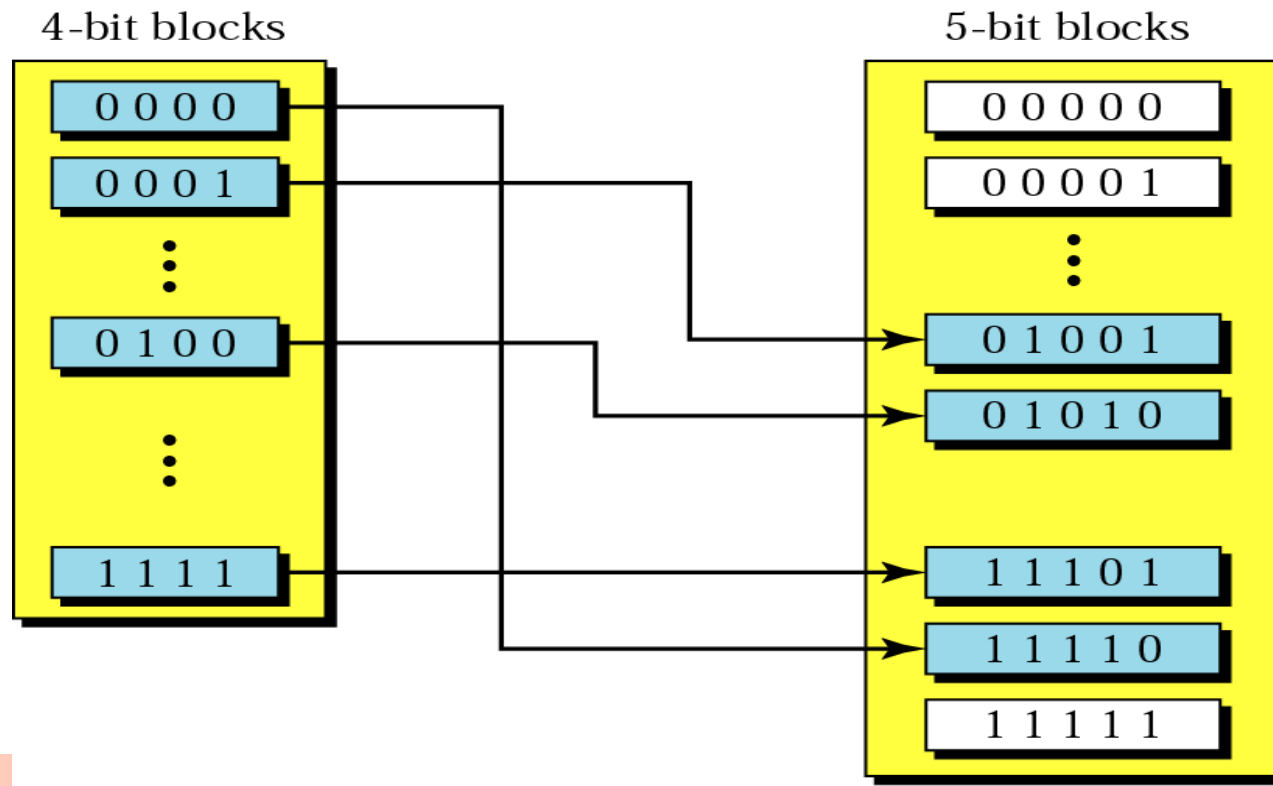 4-bit blocks
0 0 0 0
0 0 0 1
0 1 0 0
1 1 1 1
5-bit blocks
0 0 0 0 0
0 0 0 0 1
0 1 0 0 1
0 1 0 1 0
1 1 1 0 1
1 1 1 1 0
1 1 1 1 1